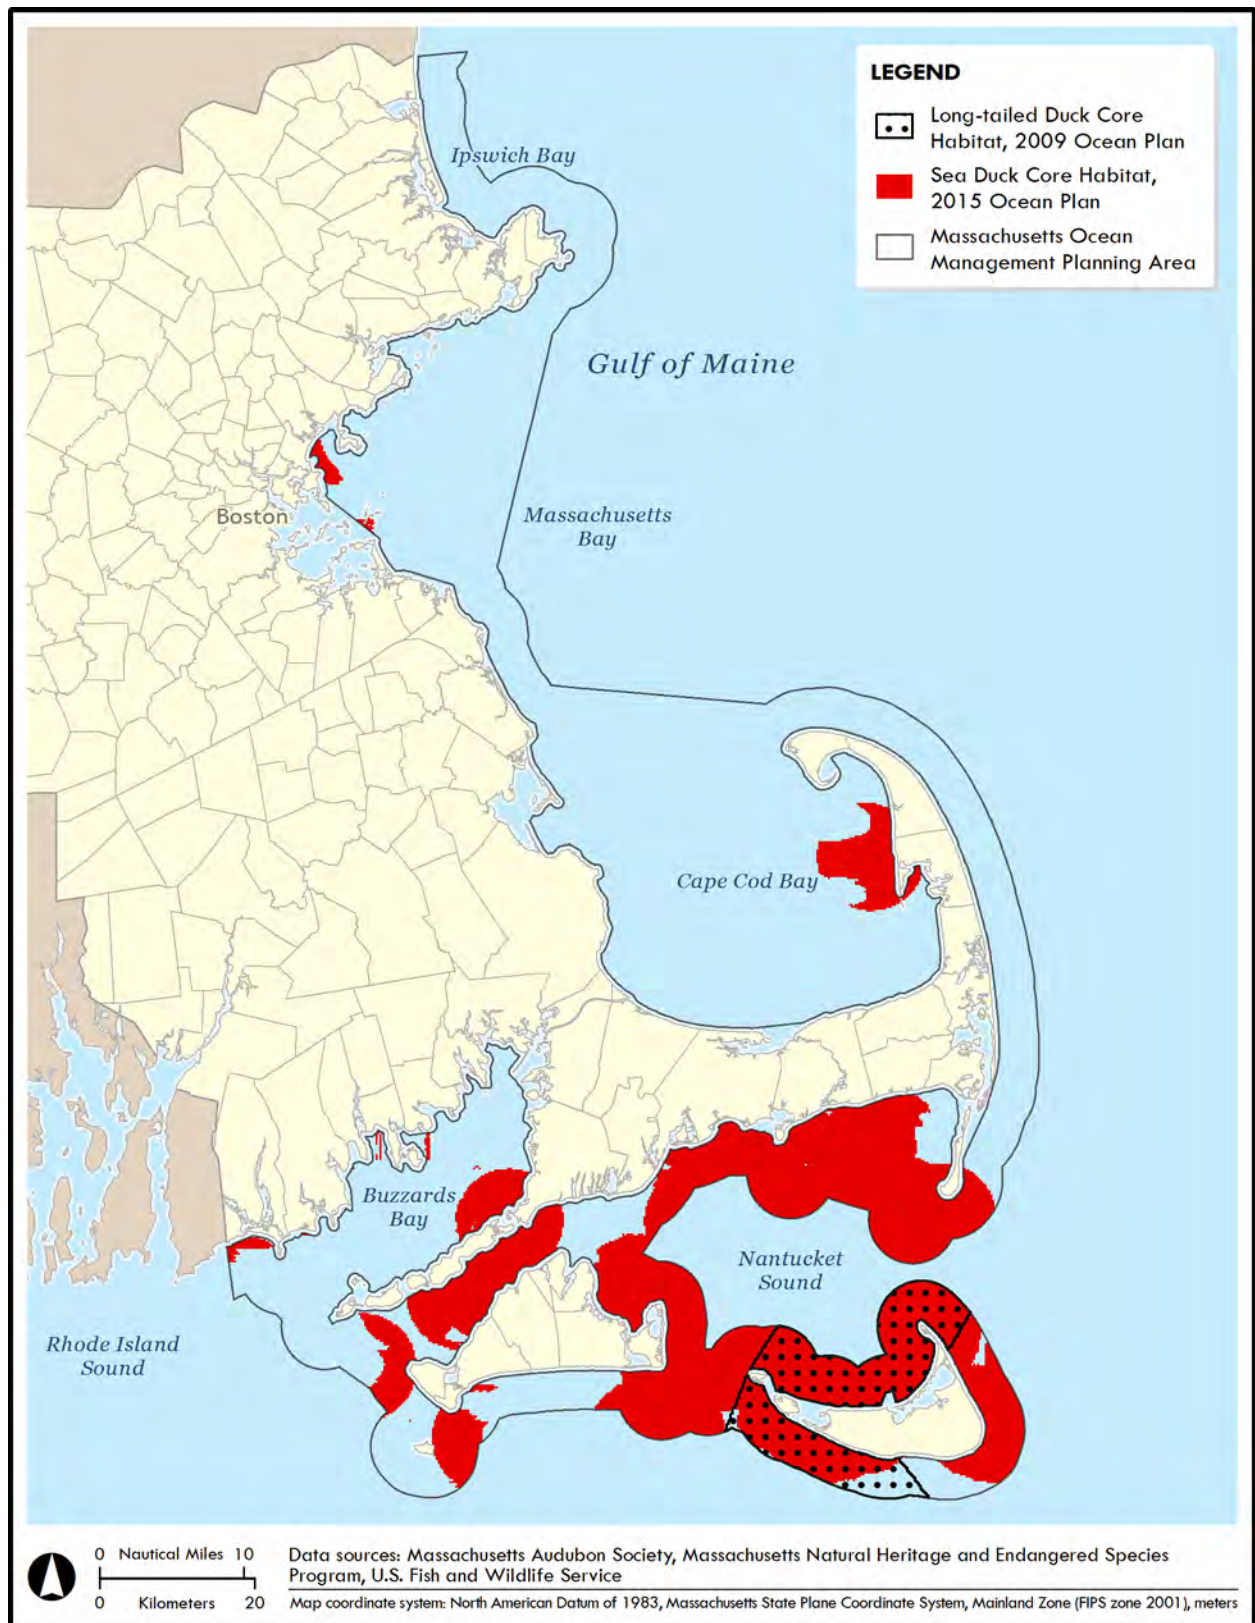 LEGEND
Long-tailed Duck Core
Habitat, 2009 Ocean Plan
Sea Duck Core Habitat,
2015 Ocean Plan
Massachusetts Ocean
Management Planning Area
Ipswich Bay
Gulf of Maine
Boston
Massachusetts
Bay
Cape Cod Bay
Buzzards
Bay
Nantucket
Sound
Rhode Island
Sound
0 Nautical Miles 10
0 Kilometers 20
Data sources: Massachusetts Audubon Society, Massachusetts Natural Heritage and Endangered Species
Program, U.S. Fish and Wildlife Service
Map coordinate system: North American Datum of 1983, Massachusetts State Plane Coordinate System, Mainland Zone (FIPS zone 2001), meters